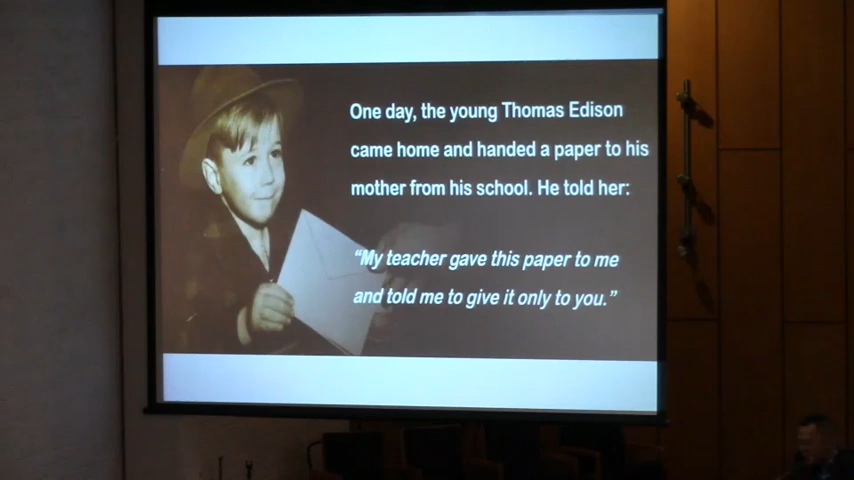 One day, the young Thomas Edison
came home and handed a paper to his
mother from his school. He told her:
“My teacher gave this paper to me
and told me to give it only to you.”